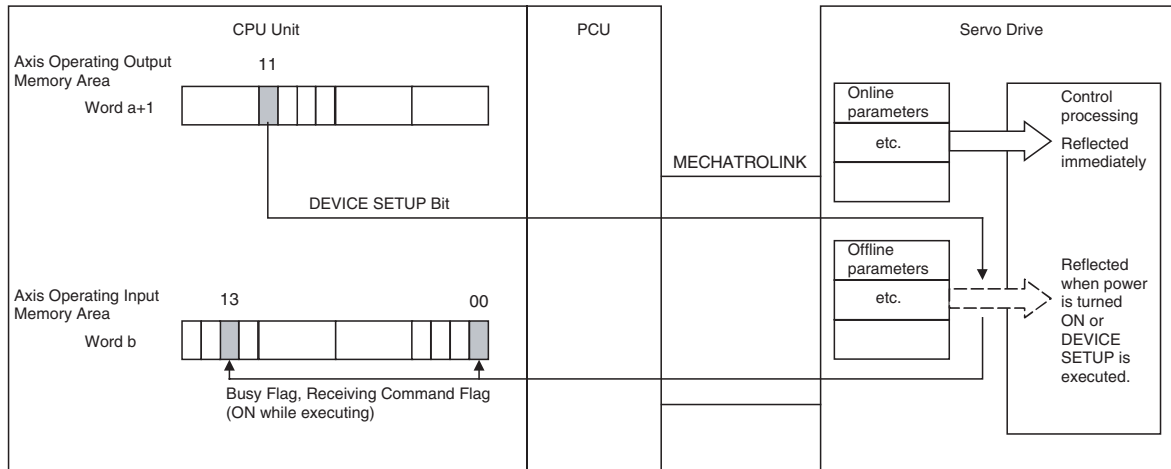 CPU Unit
PCU
Servo Drive
Axis Operating Output
Memory Area
11
Word a+1
Online
parameters
etc.
Control
processing
Reflected
immediately
MECHATROLINK
DEVICE SETUP Bit
Offline
parameters
etc.
Reflected
when power
is turned
ON or
DEVICE
SETUP is
executed.
Axis Operating Input
Memory Area
13
00
Word b
Busy Flag, Receiving Command Flag
(ON while executing)